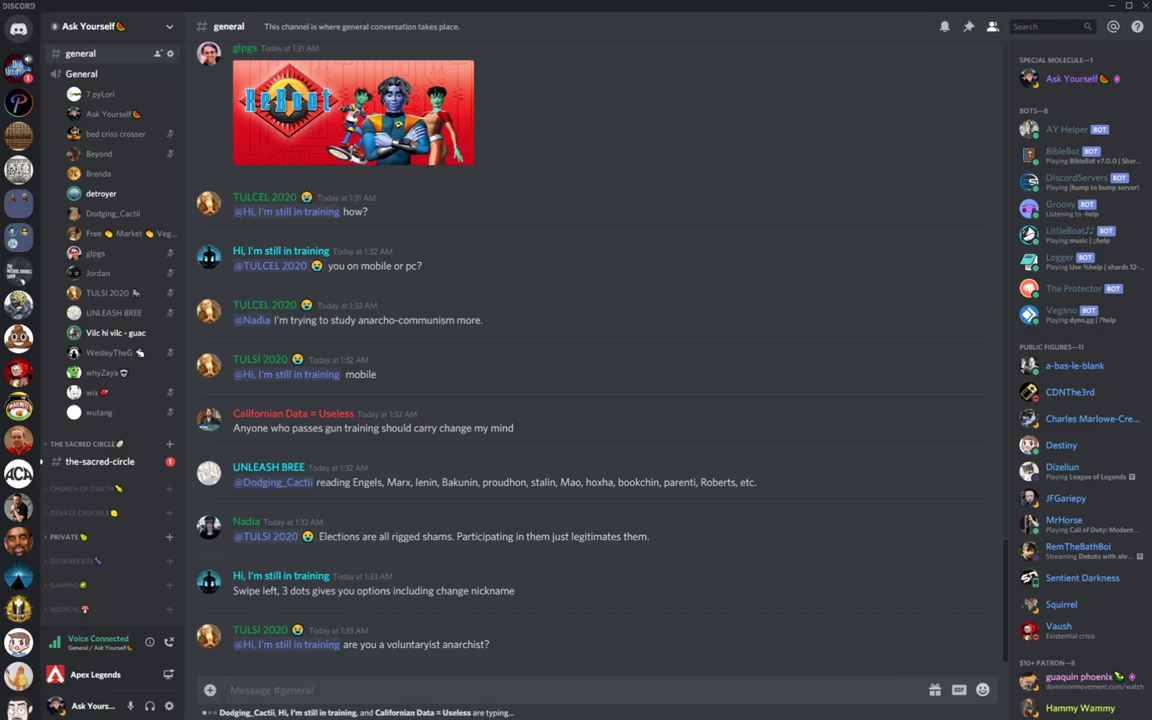 DISCORD
Ask Yourself🍉
general
This channel is where general conversation takes place.
Search
general
General
7 pyLori
Ask Yourself🍉
bed criss crosser
Beyond
Brenda
detroyer
Dodging_Cactii
Free 👏 Market 👏 Veg...
glpgs
Jordan
TULSI 2020
UNLEASH BREE
Vilc hi vilc - guac
WesleyTheG
whyZaya
wix
wutang
THE SACRED CIRCLE
the-sacred-circle
1
CHURCH OF DARTH
DEBATE CRUCIBLE
PRIVATE
DEGENERATE
GAMING
MEDICAL
Voice Connected
General / Ask Yourself🍉
Apex Legends
Ask Yours...
ACA
glpgs Today at 1:31 AM
ReBoot
TULCEL 2020 😭 Today at 1:31 AM
@Hi, I'm still in training how?
Hi, I'm still in training Today at 1:32 AM
@TULCEL 2020 😭 you on mobile or pc?
TULCEL 2020 😭 Today at 1:32 AM
@Nadia I'm trying to study anarcho-communism more.
TULSI 2020 😭 Today at 1:32 AM
@Hi, I'm still in training mobile
Californian Data = Useless Today at 1:32 AM
Anyone who passes gun training should carry change my mind
UNLEASH BREE Today at 1:32 AM
@Dodging_Cactii reading Engels, Marx, lenin, Bakunin, proudhon, stalin, Mao, hoxha, bookchin, parenti, Roberts, etc.
Nadia Today at 1:32 AM
@TULSI 2020 😭 Elections are all rigged shams. Participating in them just legitimates them.
Hi, I'm still in training Today at 1:33 AM
Swipe left, 3 dots gives you options including change nickname
TULSI 2020 😭 Today at 1:33 AM
@Hi, I'm still in training are you a voluntaryist anarchist?
Message #general
GIF
Dodging_Cactii, Hi, I'm still in training, and Californian Data = Useless are typing...
SPECIAL MOLECULE—1
Ask Yourself🍉
BOTS—8
AY Helper BOT
BibleBot BOT
Playing BibleBot v7.0.0 | Shar...
DiscordServers BOT
Playing |bump to bump server!
Groovy BOT
Listening to -help
LittleBoat♪♪ BOT
Playing music | ;;help
Logger BOT
Playing Use %help | shards 12-...
The Protector BOT
Vegano BOT
Playing dyno.gg | ?help
PUBLIC FIGURES—11
a-bas-le-blank
CDNThe3rd
Charles Marlowe-Cre...
Destiny
Dizeliun
Playing League of Legends
JFGariepy
MrHorse
Playing Call of Duty: Modern ...
RemTheBathBoi
Streaming Debate with ahr...
Sentient Darkness
Squirrel
Vaush
Existential crisis
$10+ PATRON—8
guaquin phoenix
dominionmovement.com/watch
Hammy Wammy